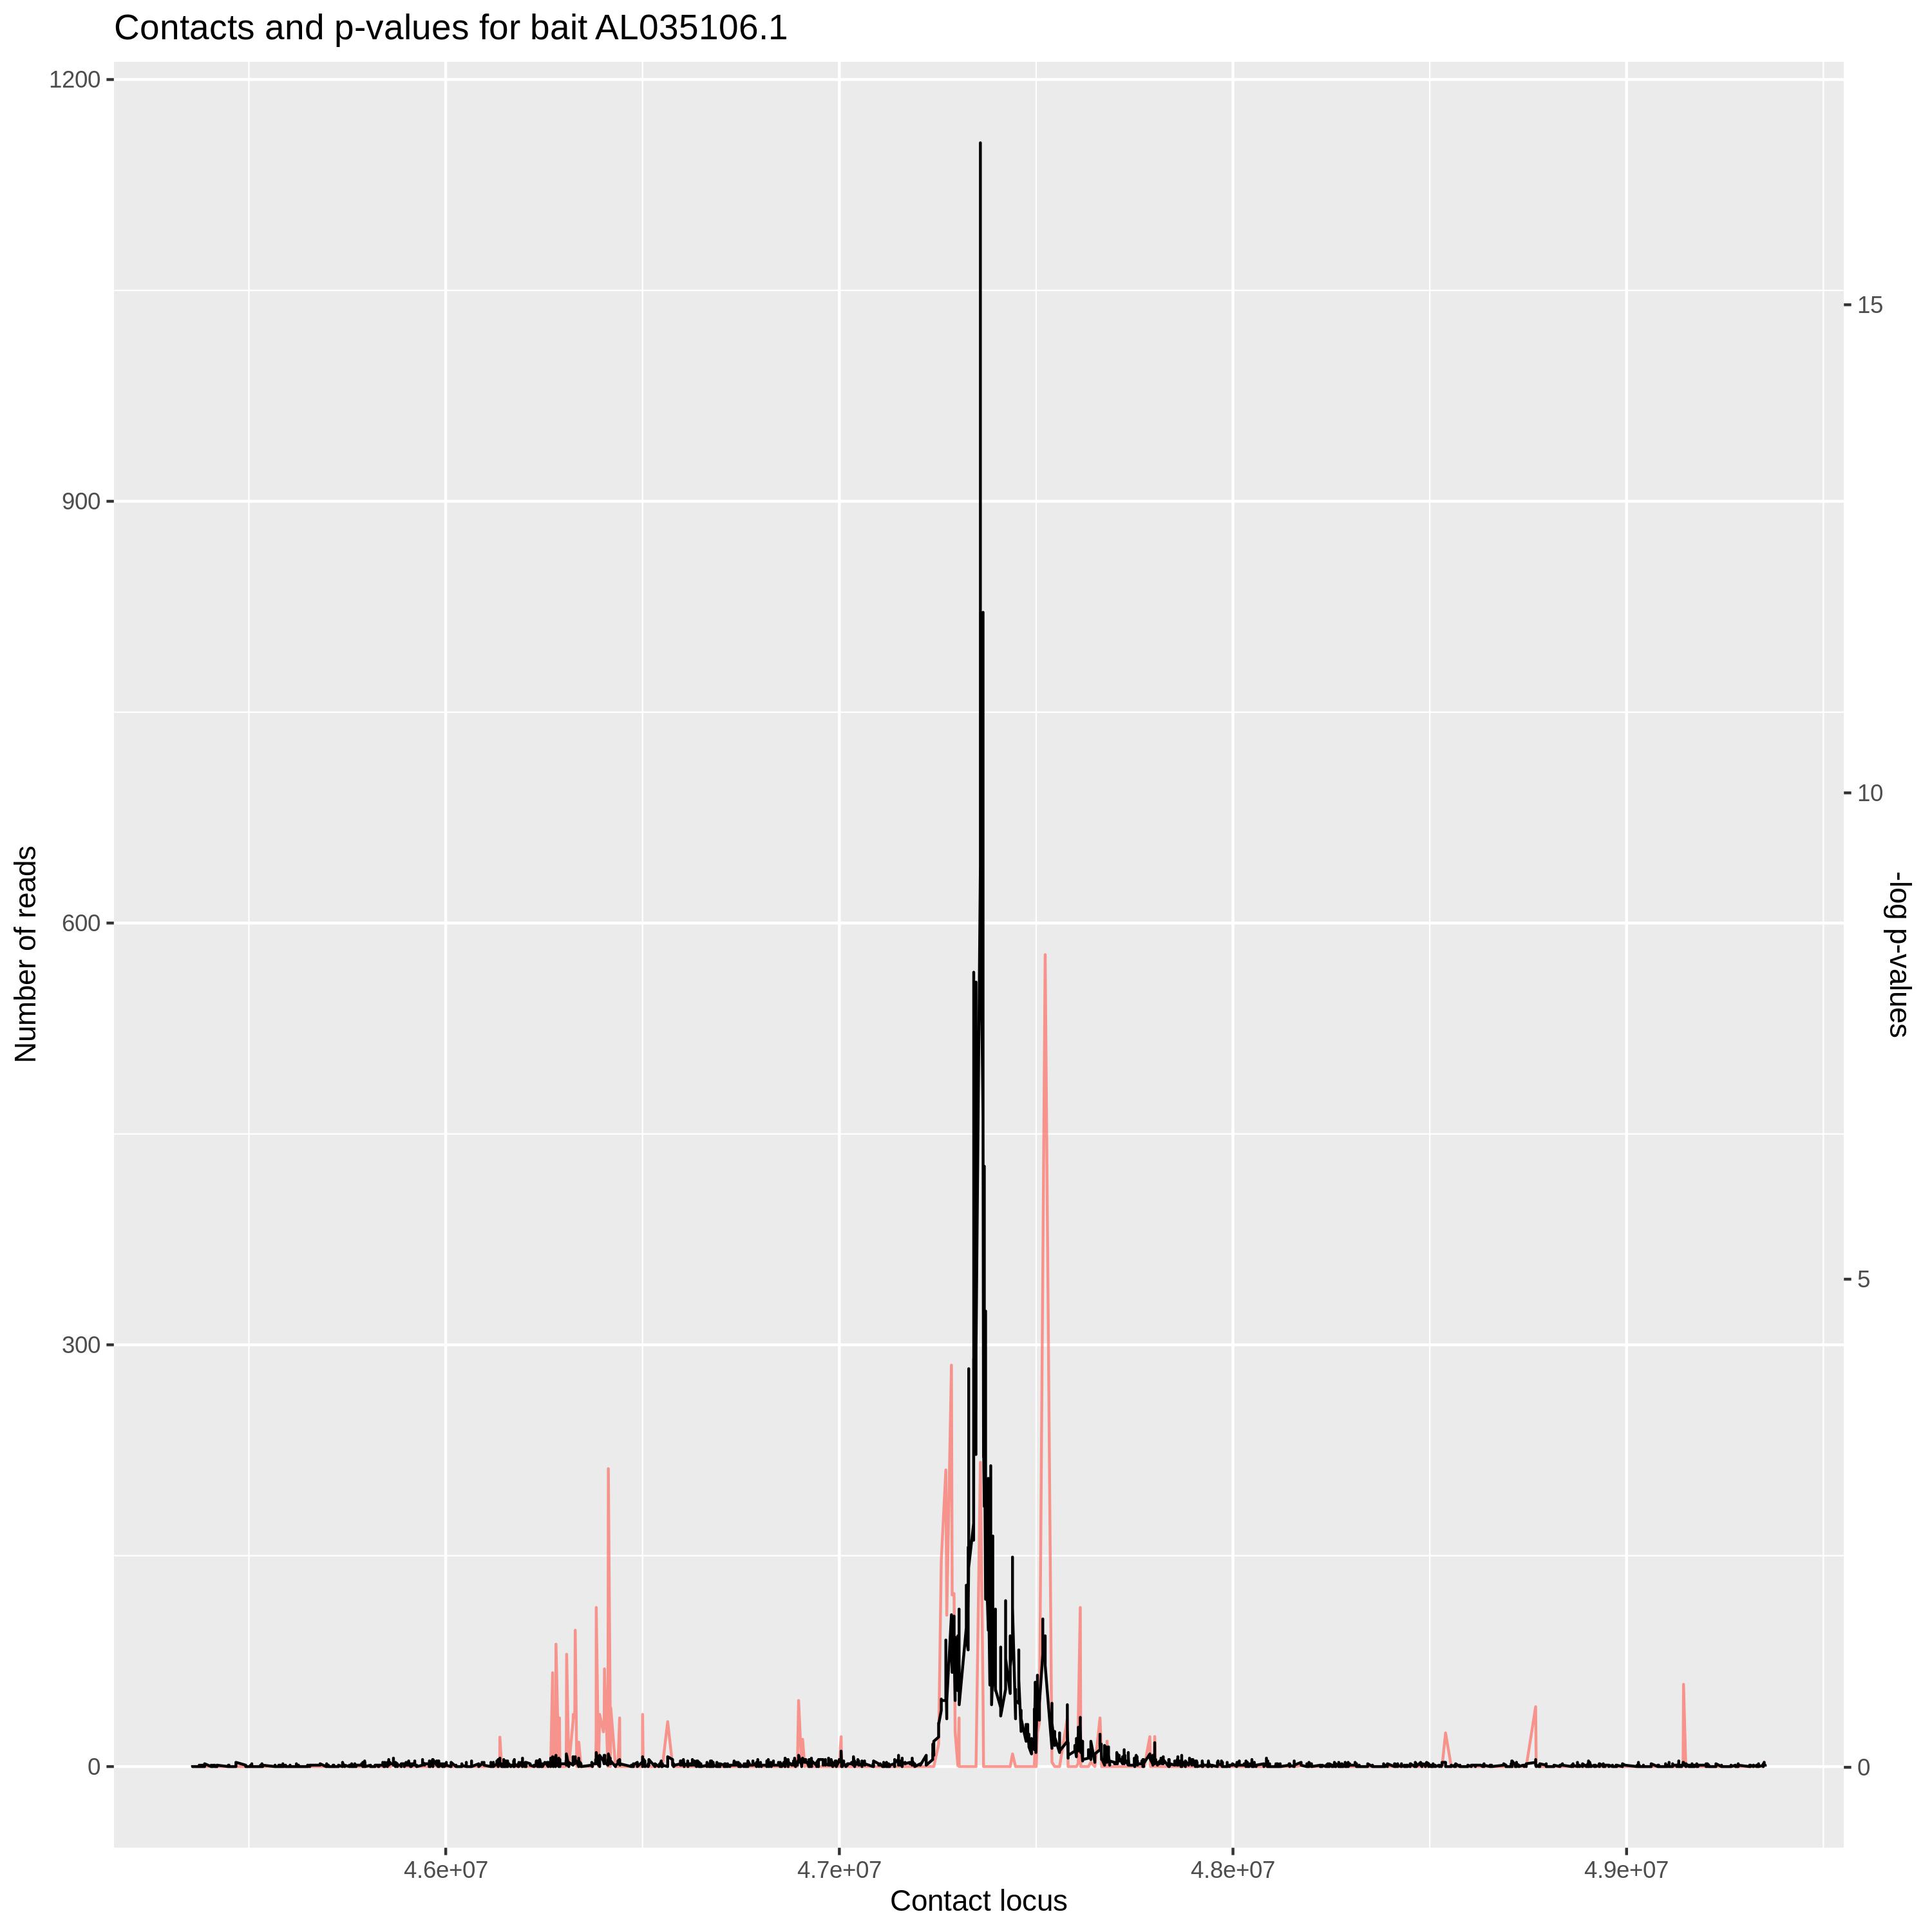 Contacts and p-values for bait AL035106.1
1200
900
600
300
0
Number of reads
15
10
5
0
-log p-values
4.6e+07
4.7e+07
4.8e+07
4.9e+07
Contact locus